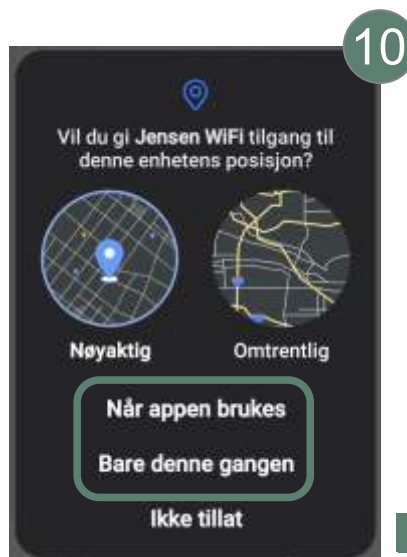 10
Vil du gi Jensen WiFi tilgang til
denne enhetens posisjon?
Nøyaktig Omtrentlig
Når appen brukes
Bare denne gangen
Ikke tillat